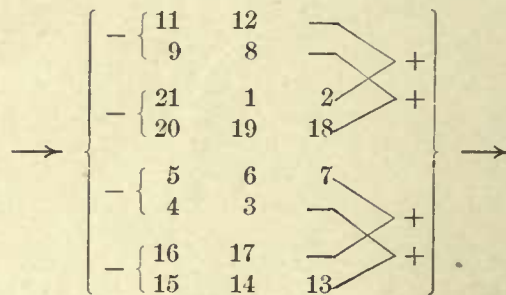 11 12 —
9 8 —
+
− { 21 1 2
20 19 18
+
→ →
5 6 7
4 3 —
+
16 17 —
15 14 13
+